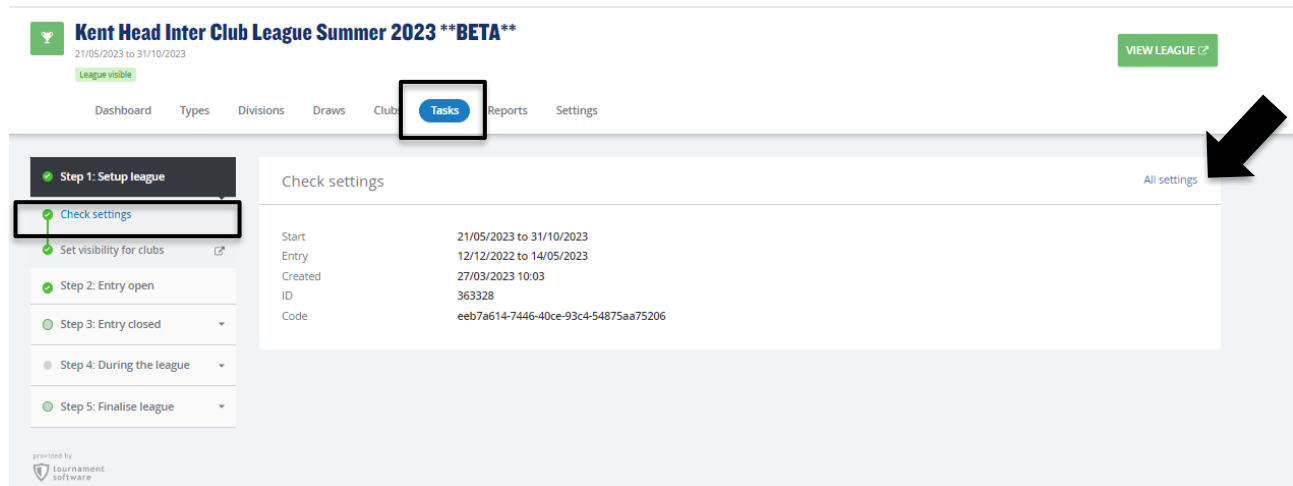 Kent Head Inter Club League Summer 2023 **BETA**
21/05/2023 to 31/10/2023
League visible
VIEW LEAGUE
Dashboard Types Divisions Draws Clubs Tasks Reports Settings
Step 1: Setup league
Check settings
Set visibility for clubs
Step 2: Entry open
Step 3: Entry closed
Step 4: During the league
Step 5: Finalise league
Check settings All settings
Start 21/05/2023 to 31/10/2023
Entry 12/12/2022 to 14/05/2023
Created 27/03/2023 10:03
ID 363328
Code eeb7a614-7446-40ce-93c4-54875aa75206
provided by
tournament
software